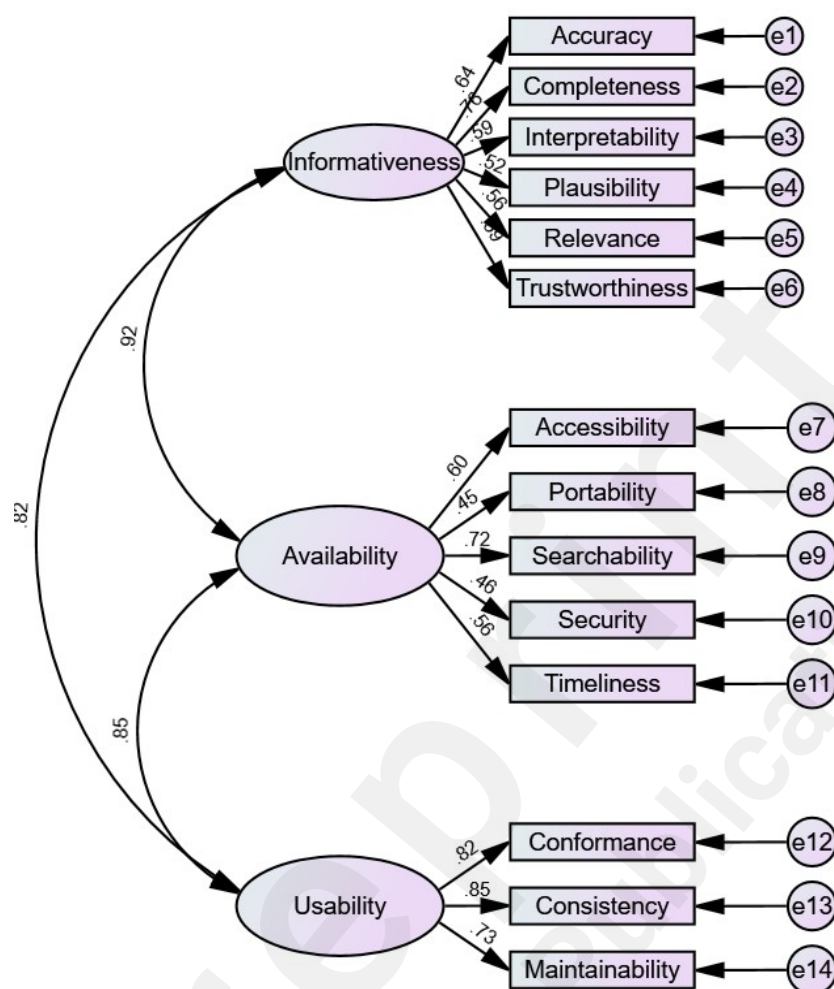 Accuracy
e1
.64
Completeness
e2
.76
Interpretability
e3
.59
Informativeness
.52
Plausibility
e4
.56
Relevance
e5
Trustworthiness
e6
.92
.82
Accessibility
e7
.60
Portability
e8
.45
Availability
.72
Searchability
e9
.46
Security
e10
.56
Timeliness
e11
.85
Conformance
e12
.82
Usability
.85
Consistency
e13
.73
Maintainability
e14